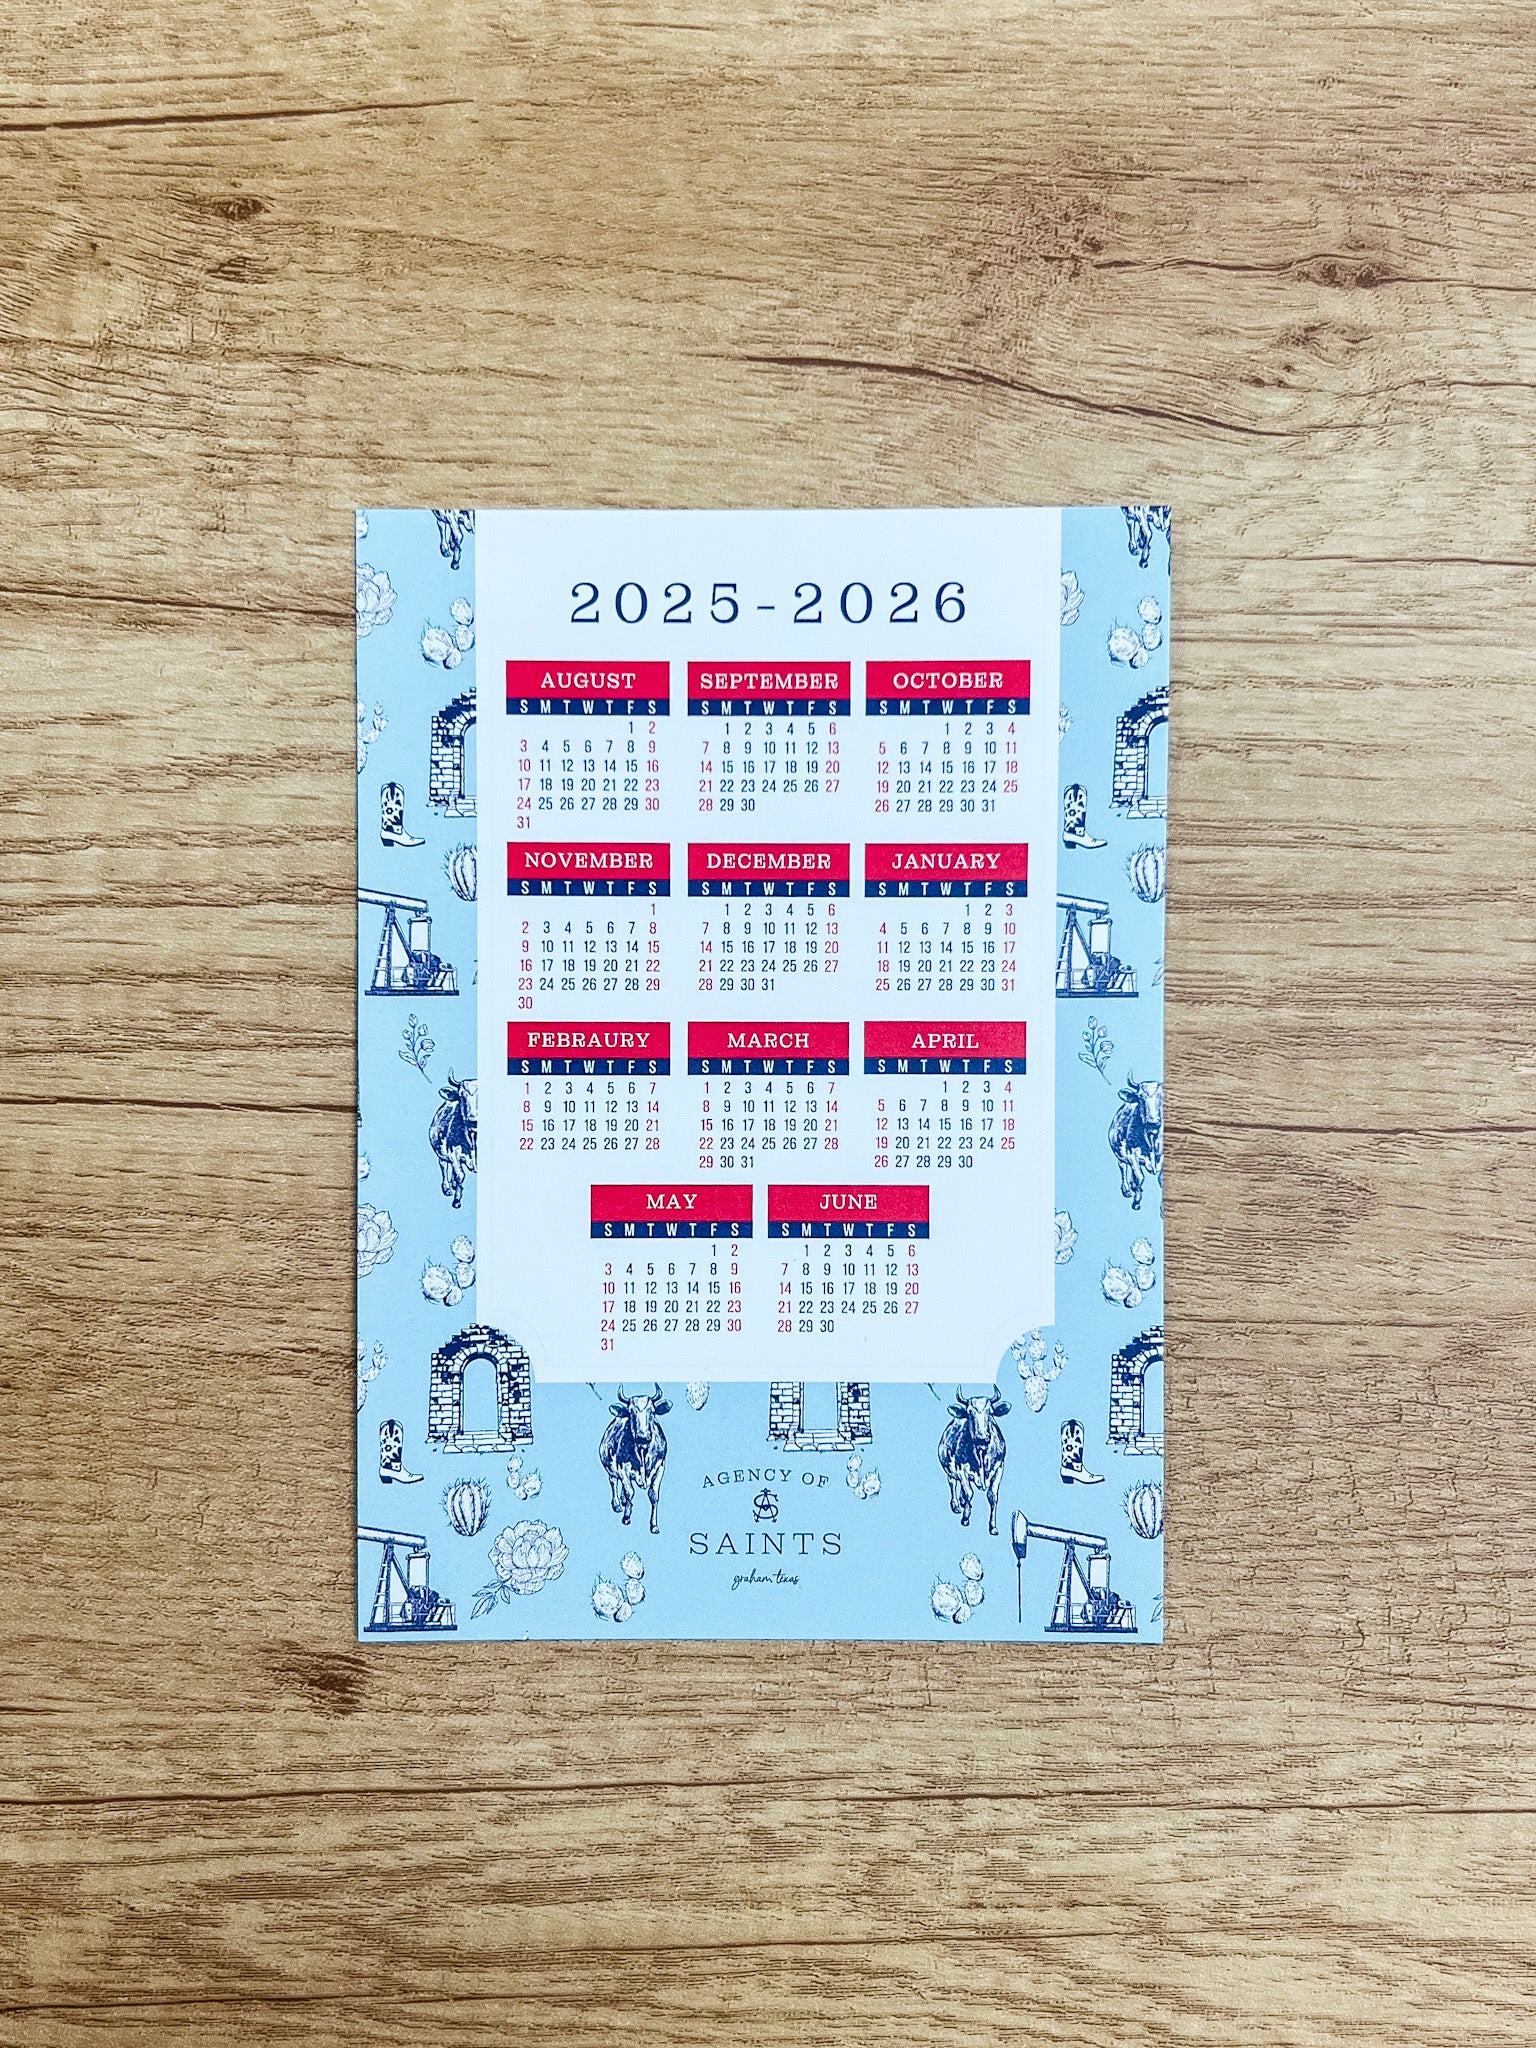 2025-2026
AUGUST SEPTEMBER OCTOBER
S M T W T F S S M T W T F S S M T W T F S
1 2 1 2 3 4 5 6 1 2 3 4
3 4 5 6 7 8 9 7 8 9 10 11 12 13 5 6 7 8 9 10 11
10 11 12 13 14 15 16 14 15 16 17 18 19 20 12 13 14 15 16 17 18
17 18 19 20 21 22 23 21 22 23 24 25 26 27 19 20 21 22 23 24 25
24 25 26 27 28 29 30 28 29 30 26 27 28 29 30 31
31
NOVEMBER DECEMBER JANUARY
S M T W T F S S M T W T F S S M T W T F S
1 1 2 3 4 5 6 1 2 3
2 3 4 5 6 7 8 7 8 9 10 11 12 13 4 5 6 7 8 9 10
9 10 11 12 13 14 15 14 15 16 17 18 19 20 11 12 13 14 15 16 17
16 17 18 19 20 21 22 21 22 23 24 25 26 27 18 19 20 21 22 23 24
23 24 25 26 27 28 29 28 29 30 31 25 26 27 28 29 30 31
30
FEBRAURY MARCH APRIL
S M T W T F S S M T W T F S S M T W T F S
1 2 3 4 5 6 7 1 2 3 4 5 6 7 1 2 3 4
8 9 10 11 12 13 14 8 9 10 11 12 13 14 5 6 7 8 9 10 11
15 16 17 18 19 20 21 15 16 17 18 19 20 21 12 13 14 15 16 17 18
22 23 24 25 26 27 28 22 23 24 25 26 27 28 19 20 21 22 23 24 25
29 30 31 26 27 28 29 30
MAY JUNE
S M T W T F S S M T W T F S
1 2 1 2 3 4 5 6
3 4 5 6 7 8 9 7 8 9 10 11 12 13
10 11 12 13 14 15 16 14 15 16 17 18 19 20
17 18 19 20 21 22 23 21 22 23 24 25 26 27
24 25 26 27 28 29 30 28 29 30
31
AGENCY OF
SAINTS
graham, texas